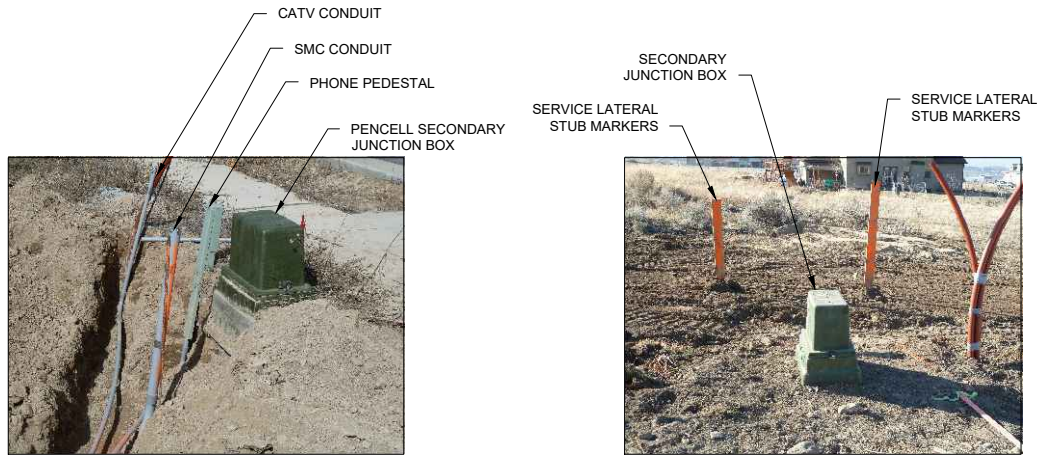 CATV CONDUIT
SMC CONDUIT
PHONE PEDESTAL
PENCELL SECONDARY
JUNCTION BOX
SECONDARY
JUNCTION BOX
SERVICE LATERAL
STUB MARKERS
SERVICE LATERAL
STUB MARKERS